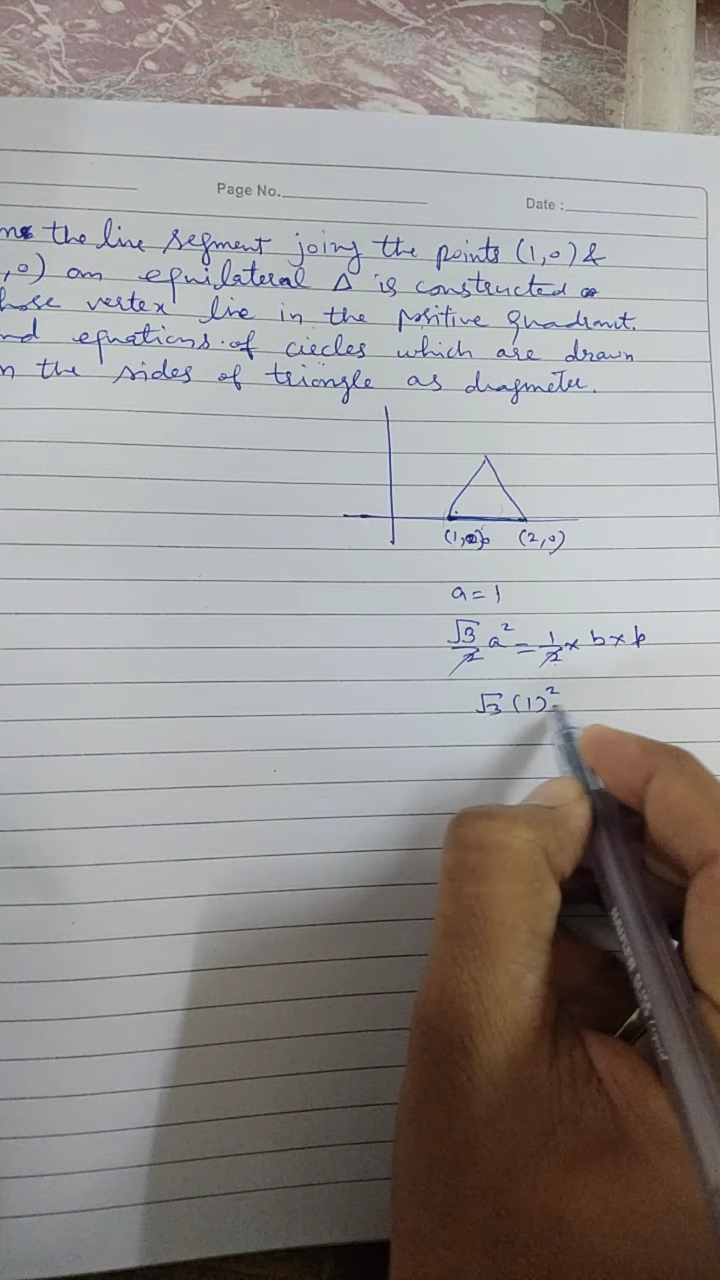 Page No.
Date :
the line segment joing the points (1,0) &
,0) an equilateral Δ is constructed
hose vertex lie in the positive quadrant.
nd equations of circles which are drawn
n the sides of triangle as diagmeter.
(2,0)
a = 1
√3/2 a² = 1/2 × b × h
√3 (1)²